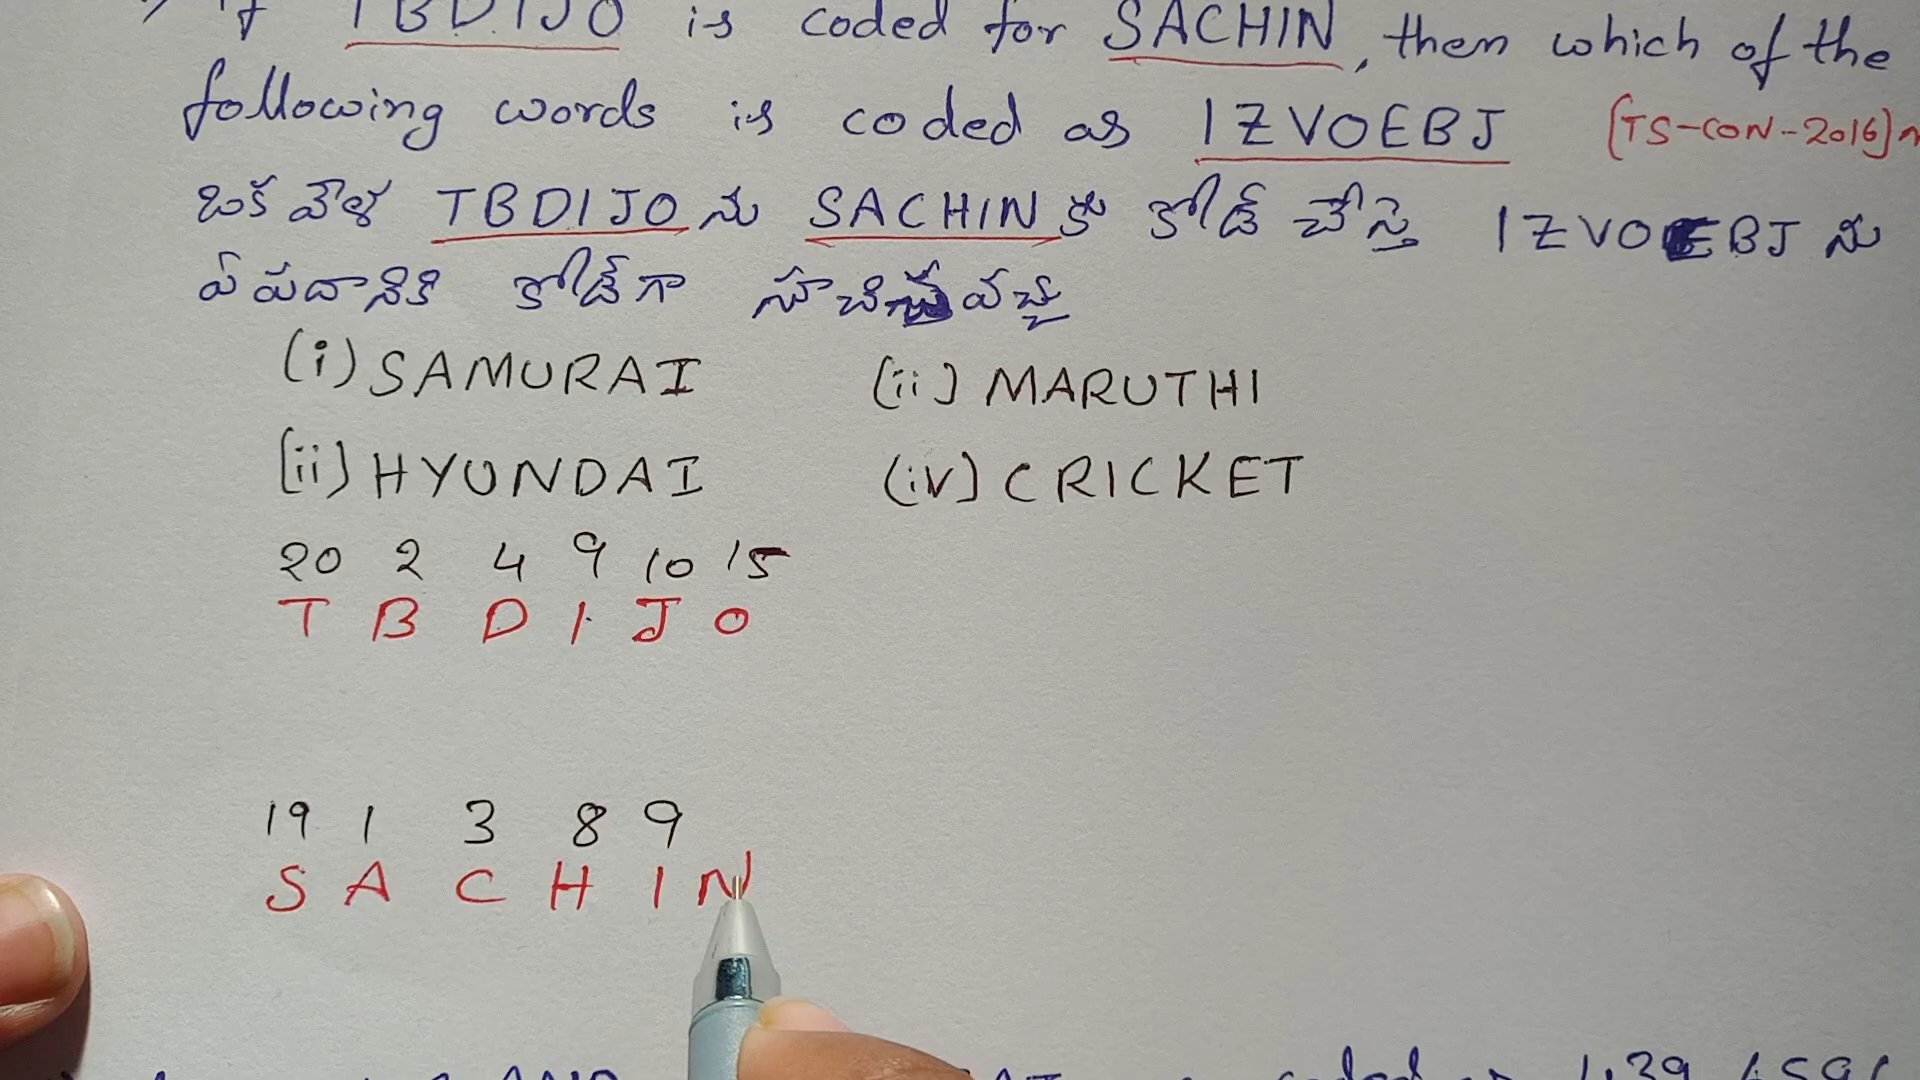 If TBDIJO is coded for SACHIN, then which of the
following words is coded as IZVOEBJ (TS-CON-2016)
ఒక వేళ TBDIJO ను SACHIN కు కోడ్ చేస్తె IZVOEBJ ను
ఏ పదానికి కోడ్‌గా
(i) SAMURAI (ii) MARUTHI
(ii) HYUNDAI (iv) CRICKET
20 2 4 9 10 15
T B D I J O
19 1 3 8 9
S A C H I N